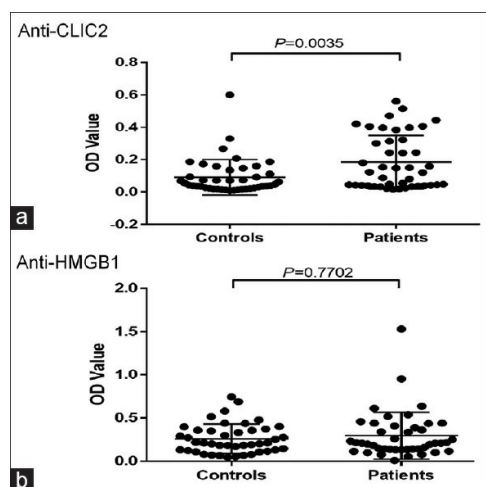 Anti-CLIC2
P=0.0035
0.8
0.6
0.4
0.2
0.0
-0.2
OD Value
Controls
Patients
a
Anti-HMGB1
P=0.7702
2.0
1.5
1.0
0.5
0.0
OD Value
Controls
Patients
b